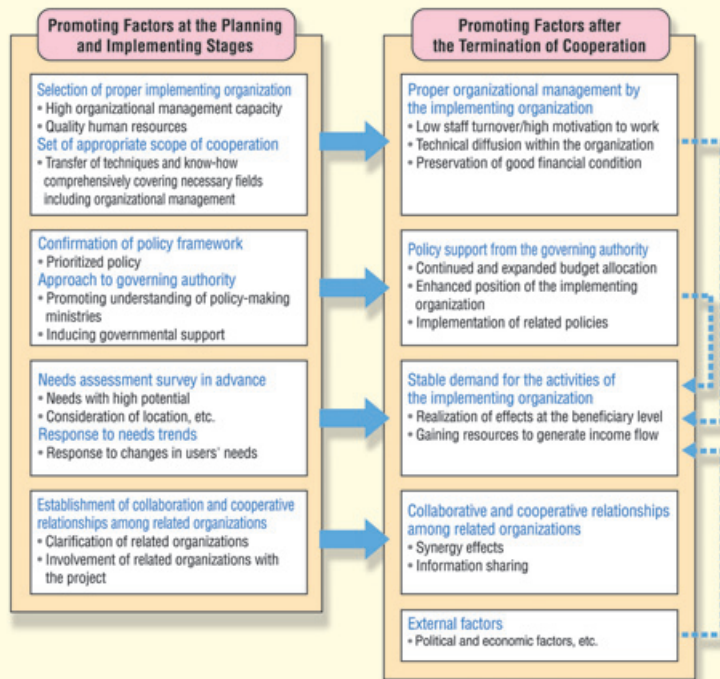 Promoting Factors at the Planning
and Implementing Stages
Selection of proper implementing organization
• High organizational management capacity
• Quality human resources
Set of appropriate scope of cooperation
• Transfer of techniques and know-how
comprehensively covering necessary fields
including organizational management
Confirmation of policy framework
• Prioritized policy
Approach to governing authority
• Promoting understanding of policy-making
ministries
• Inducing governmental support
Needs assessment survey in advance
• Needs with high potential
• Consideration of location, etc.
Response to needs trends
• Response to changes in users' needs
Establishment of collaboration and cooperative
relationships among related organizations
• Clarification of related organizations
• Involvement of related organizations with
the project
Promoting Factors after
the Termination of Cooperation
Proper organizational management by
the implementing organization
• Low staff turnover/high motivation to work
• Technical diffusion within the organization
• Preservation of good financial condition
Policy support from the governing authority
• Continued and expanded budget allocation
• Enhanced position of the implementing
organization
• Implementation of related policies
Stable demand for the activities of
the implementing organization
• Realization of effects at the beneficiary level
• Gaining resources to generate income flow
Collaborative and cooperative relationships
among related organizations
• Synergy effects
• Information sharing
External factors
• Political and economic factors, etc.